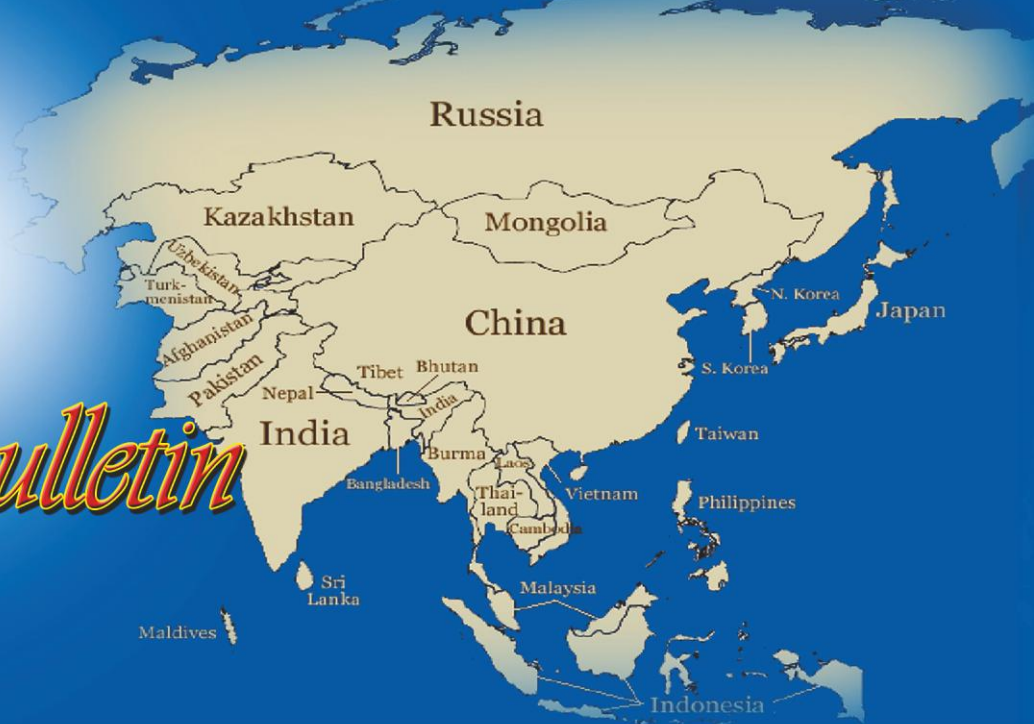 Russia
Kazakhstan
Mongolia
Uzbekistan
Turk-
menistan
N. Korea
Japan
China
Afghanistan
S. Korea
Pakistan
Tibet
Bhutan
Nepal
India
India
Taiwan
ulletin
Burma
Laos
Bangladesh
Thai-
land
Vietnam
Philippines
Cambodia
Sri
Lanka
Malaysia
Maldives
Indonesia